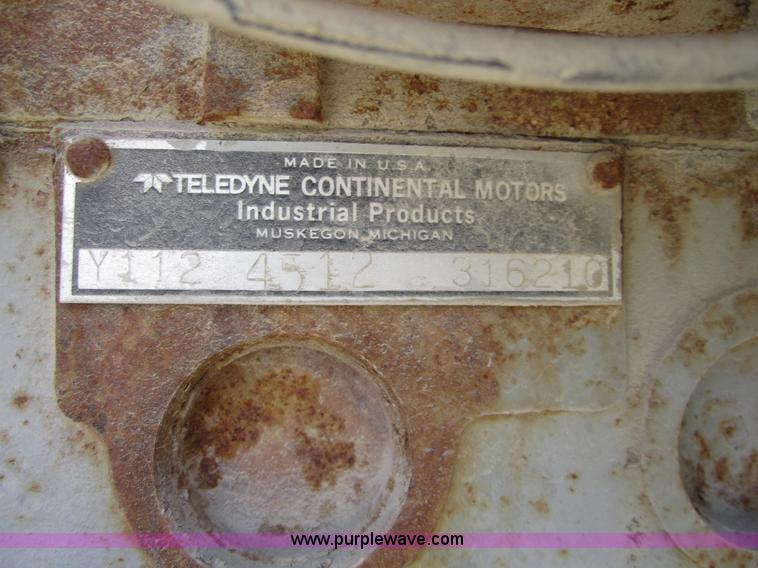 MADE IN U.S.A.
TELEDYNE CONTINENTAL MOTORS
Industrial Products
MUSKEGON, MICHIGAN
Y112 4512 316210
www.purplewave.com